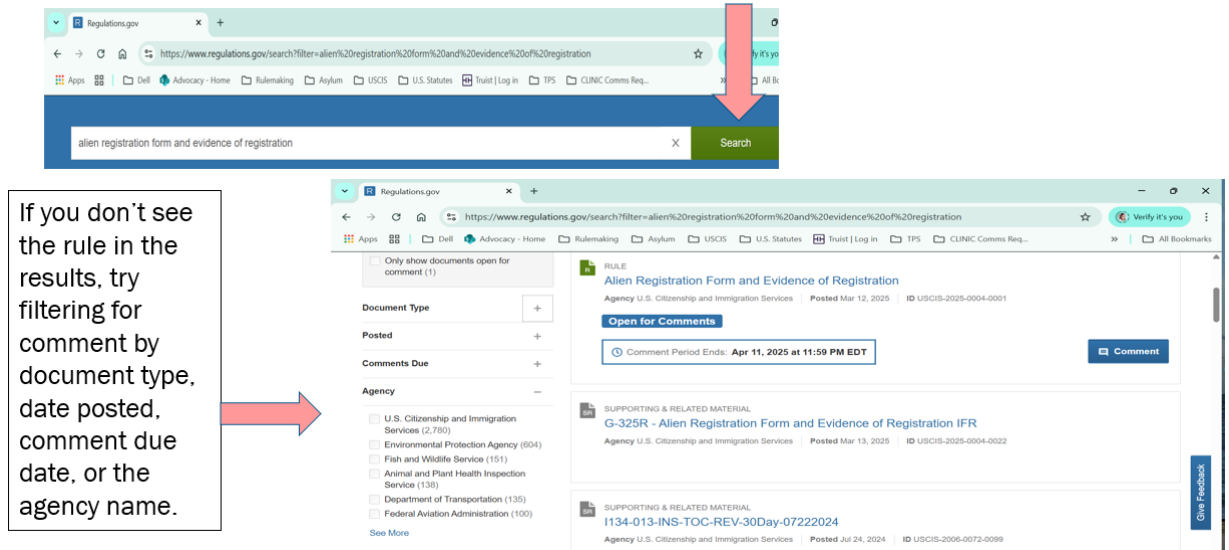 Regulations.gov
https://www.regulations.gov/search?filter=alien%20registration%20form%20and%20evidence%20of%20registration
fy it's yo
Apps Dell Advocacy - Home Rulemaking Asylum USCIS U.S. Statutes Truist | Log in TPS CLINIC Comms Req... » All Bo
alien registration form and evidence of registration X Search
If you don't see
the rule in the
results, try
filtering for
comment by
document type,
date posted,
comment due
date, or the
agency name.
Regulations.gov
https://www.regulations.gov/search?filter=alien%20registration%20form%20and%20evidence%20of%20registration Verify it's you
Apps Dell Advocacy - Home Rulemaking Asylum USCIS U.S. Statutes Truist | Log in TPS CLINIC Comms Req... » All Bookmarks
Only show documents open for
comment (1)
Document Type
Posted
Comments Due
Agency
U.S. Citizenship and Immigration
Services (2,780)
Environmental Protection Agency (604)
Fish and Wildlife Service (151)
Animal and Plant Health Inspection
Service (138)
Department of Transportation (135)
Federal Aviation Administration (100)
See More
RULE
Alien Registration Form and Evidence of Registration
Agency U.S. Citizenship and Immigration Services Posted Mar 12, 2025 ID USCIS-2025-0004-0001
Open for Comments
Comment Period Ends: Apr 11, 2025 at 11:59 PM EDT
Comment
SR SUPPORTING & RELATED MATERIAL
G-325R - Alien Registration Form and Evidence of Registration IFR
Agency U.S. Citizenship and Immigration Services Posted Mar 13, 2025 ID USCIS-2025-0004-0022
SR SUPPORTING & RELATED MATERIAL
I134-013-INS-TOC-REV-30Day-07222024
Agency U.S. Citizenship and Immigration Services Posted Jul 24, 2024 ID USCIS-2006-0072-0099
Give Feedback